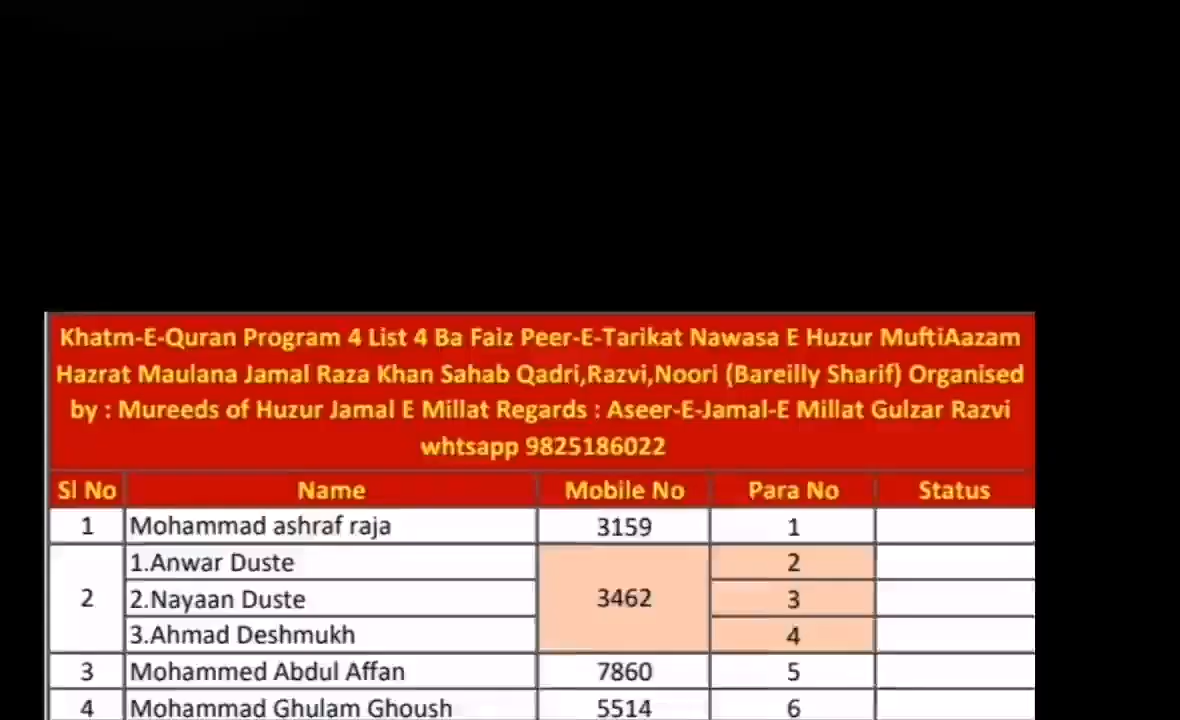 Khatm-E-Quran Program 4 List 4 Ba Faiz Peer-E-Tarikat Nawasa E Huzur MuftiAazam
Hazrat Maulana Jamal Raza Khan Sahab Qadri,Razvi,Noori (Bareilly Sharif) Organised
by : Mureeds of Huzur Jamal E Millat Regards : Aseer-E-Jamal-E Millat Gulzar Razvi
whtsapp 9825186022
Sl No Name Mobile No Para No Status
1 Mohammad ashraf raja 3159 1
1.Anwar Duste 2
2 2.Nayaan Duste 3462 3
3.Ahmad Deshmukh 4
3 Mohammed Abdul Affan 7860 5
4 Mohammad Ghulam Ghoush 5514 6